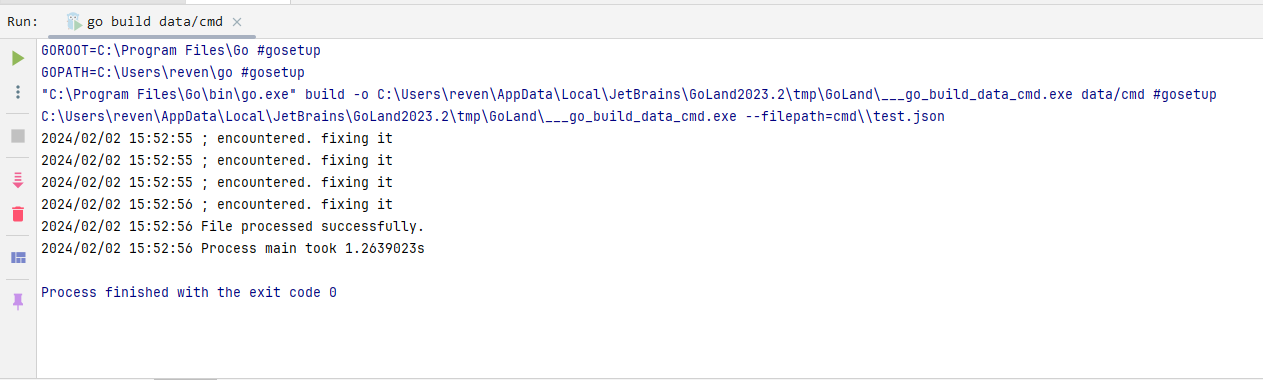 Run: go build data/cmd
GOROOT=C:\Program Files\Go #gosetup
GOPATH=C:\Users\reven\go #gosetup
"C:\Program Files\Go\bin\go.exe" build -o C:\Users\reven\AppData\Local\JetBrains\GoLand2023.2\tmp\GoLand\___go_build_data_cmd.exe data/cmd #gosetup
C:\Users\reven\AppData\Local\JetBrains\GoLand2023.2\tmp\GoLand\___go_build_data_cmd.exe --filepath=cmd\\test.json
2024/02/02 15:52:55 ; encountered. fixing it
2024/02/02 15:52:55 ; encountered. fixing it
2024/02/02 15:52:55 ; encountered. fixing it
2024/02/02 15:52:56 ; encountered. fixing it
2024/02/02 15:52:56 File processed successfully.
2024/02/02 15:52:56 Process main took 1.2639023s
Process finished with the exit code 0